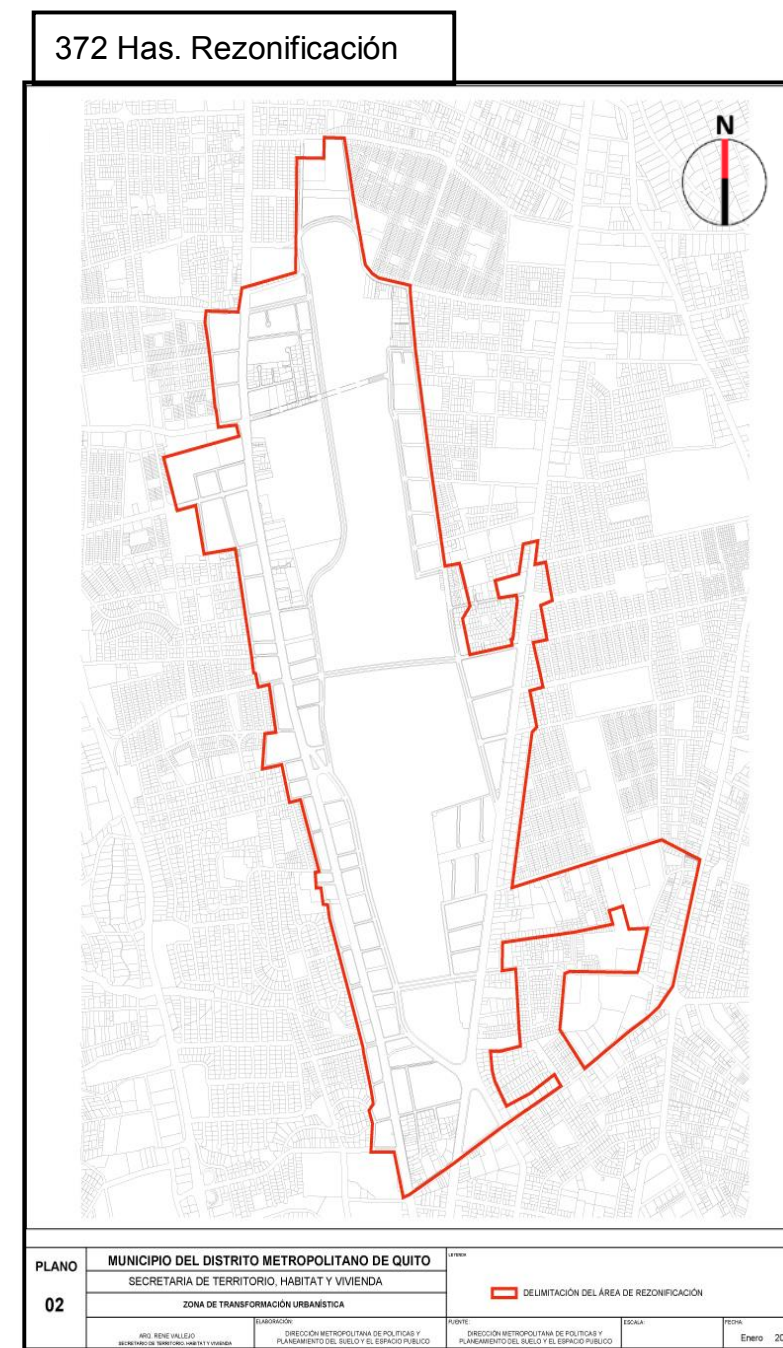 372 Has. Rezonificación
N
PLANO
02
MUNICIPIO DEL DISTRITO METROPOLITANO DE QUITO
SECRETARIA DE TERRITORIO, HABITAT Y VIVIENDA
ZONA DE TRANSFORMACIÓN URBANÍSTICA
ARQ. RENÉ VALLEJO
SECRETARIO DE TERRITORIO, HABITAT Y VIVIENDA
ELABORACIÓN:
DIRECCIÓN METROPOLITANA DE POLITICAS Y
PLANEAMIENTO DEL SUELO Y EL ESPACIO PUBLICO
LEYENDA
DELIMITACIÓN DEL ÁREA DE REZONIFICACIÓN
FUENTE:
DIRECCIÓN METROPOLITANA DE POLITICAS Y
PLANEAMIENTO DEL SUELO Y EL ESPACIO PUBLICO
ESCALA:
FECHA:
Enero 20